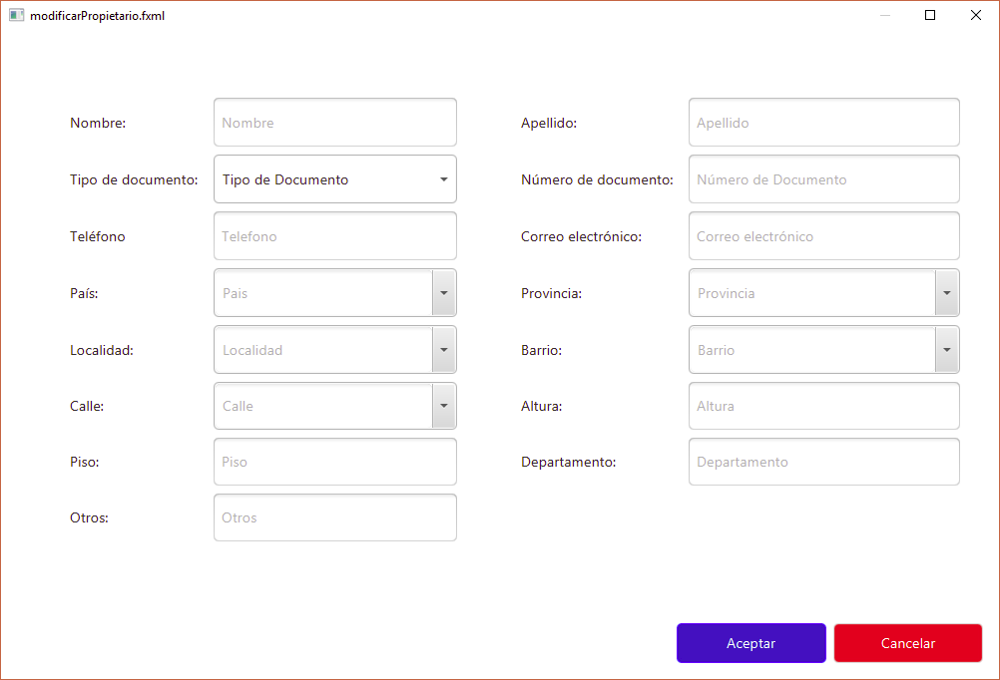 modificarPropietario.fxml
Nombre: Nombre Apellido: Apellido
Tipo de documento: Tipo de Documento Número de documento: Número de Documento
Teléfono Telefono Correo electrónico: Correo electrónico
País: Pais Provincia: Provincia
Localidad: Localidad Barrio: Barrio
Calle: Calle Altura: Altura
Piso: Piso Departamento: Departamento
Otros: Otros
Aceptar Cancelar